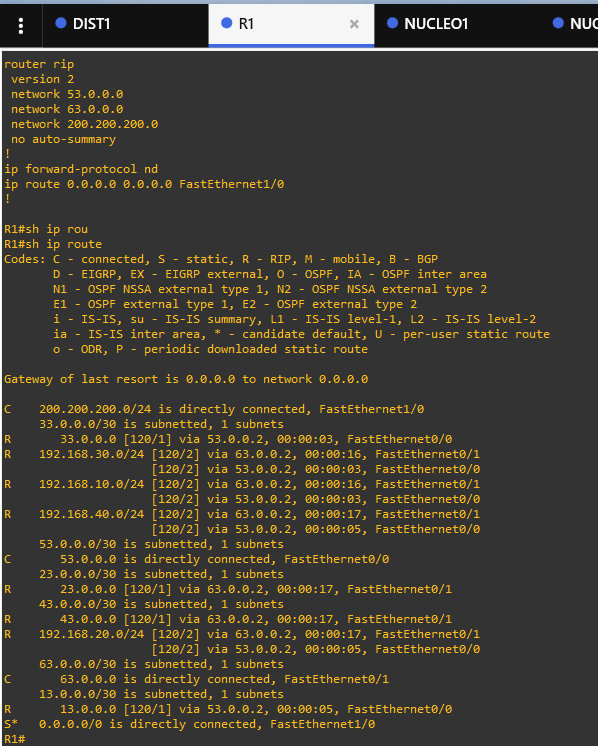 DIST1 R1 × NUCLEO1 NUC
router rip
 version 2
 network 53.0.0.0
 network 63.0.0.0
 network 200.200.200.0
 no auto-summary
!
ip forward-protocol nd
ip route 0.0.0.0 0.0.0.0 FastEthernet1/0
!
R1#sh ip rou
R1#sh ip route
Codes: C - connected, S - static, R - RIP, M - mobile, B - BGP
       D - EIGRP, EX - EIGRP external, O - OSPF, IA - OSPF inter area
       N1 - OSPF NSSA external type 1, N2 - OSPF NSSA external type 2
       E1 - OSPF external type 1, E2 - OSPF external type 2
       i - IS-IS, su - IS-IS summary, L1 - IS-IS level-1, L2 - IS-IS level-2
       ia - IS-IS inter area, * - candidate default, U - per-user static route
       o - ODR, P - periodic downloaded static route
Gateway of last resort is 0.0.0.0 to network 0.0.0.0
C    200.200.200.0/24 is directly connected, FastEthernet1/0
     33.0.0.0/30 is subnetted, 1 subnets
R       33.0.0.0 [120/1] via 53.0.0.2, 00:00:03, FastEthernet0/0
R    192.168.30.0/24 [120/2] via 63.0.0.2, 00:00:16, FastEthernet0/1
                     [120/2] via 53.0.0.2, 00:00:03, FastEthernet0/0
R    192.168.10.0/24 [120/2] via 63.0.0.2, 00:00:16, FastEthernet0/1
                     [120/2] via 53.0.0.2, 00:00:03, FastEthernet0/0
R    192.168.40.0/24 [120/2] via 63.0.0.2, 00:00:17, FastEthernet0/1
                     [120/2] via 53.0.0.2, 00:00:05, FastEthernet0/0
     53.0.0.0/30 is subnetted, 1 subnets
C       53.0.0.0 is directly connected, FastEthernet0/0
     23.0.0.0/30 is subnetted, 1 subnets
R       23.0.0.0 [120/1] via 63.0.0.2, 00:00:17, FastEthernet0/1
     43.0.0.0/30 is subnetted, 1 subnets
R       43.0.0.0 [120/1] via 63.0.0.2, 00:00:17, FastEthernet0/1
R    192.168.20.0/24 [120/2] via 63.0.0.2, 00:00:17, FastEthernet0/1
                     [120/2] via 53.0.0.2, 00:00:05, FastEthernet0/0
     63.0.0.0/30 is subnetted, 1 subnets
C       63.0.0.0 is directly connected, FastEthernet0/1
     13.0.0.0/30 is subnetted, 1 subnets
R       13.0.0.0 [120/1] via 53.0.0.2, 00:00:05, FastEthernet0/0
S*   0.0.0.0/0 is directly connected, FastEthernet1/0
R1#